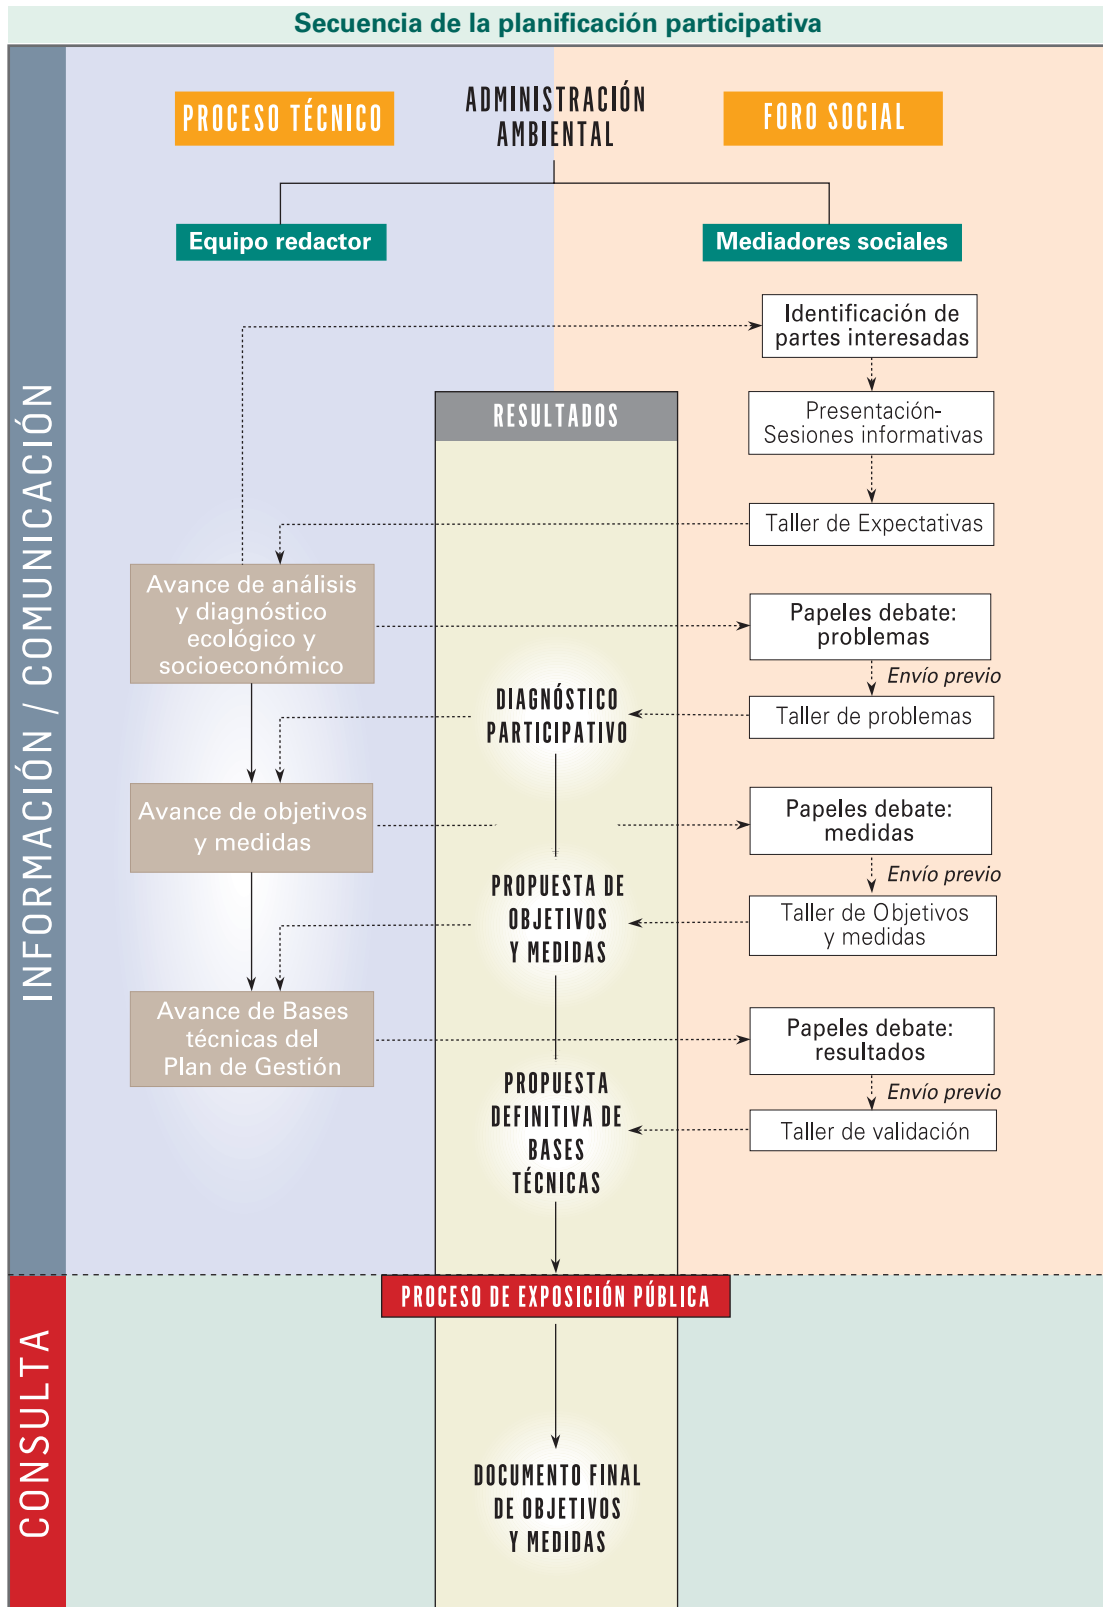 Secuencia de la planificación participativa
PROCESO TÉCNICO
ADMINISTRACIÓN
AMBIENTAL
FORO SOCIAL
Equipo redactor
Mediadores sociales
INFORMACIÓN / COMUNICACIÓN
Identificación de
partes interesadas
RESULTADOS
Presentación-
Sesiones informativas
Taller de Expectativas
Avance de análisis
y diagnóstico
ecológico y
socioeconómico
Papeles debate:
problemas
Envío previo
DIAGNÓSTICO
PARTICIPATIVO
Taller de problemas
Avance de objetivos
y medidas
Papeles debate:
medidas
Envío previo
PROPUESTA DE
OBJETIVOS
Y MEDIDAS
Taller de Objetivos
y medidas
Avance de Bases
técnicas del
Plan de Gestión
Papeles debate:
resultados
Envío previo
PROPUESTA
DEFINITIVA DE
BASES
TÉCNICAS
Taller de validación
PROCESO DE EXPOSICIÓN PÚBLICA
CONSULTA
DOCUMENTO FINAL
DE OBJETIVOS
Y MEDIDAS